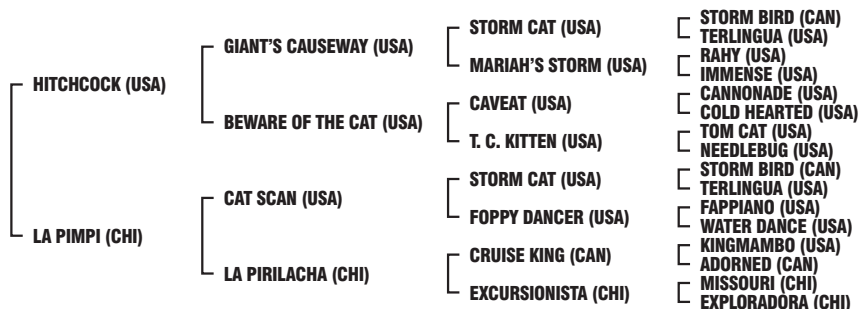 STORM BIRD (CAN)
STORM CAT (USA)
TERLINGUA (USA)
GIANT'S CAUSEWAY (USA)
RAHY (USA)
MARIAH'S STORM (USA)
IMMENSE (USA)
HITCHCOCK (USA)
CANNONADE (USA)
CAVEAT (USA)
COLD HEARTED (USA)
BEWARE OF THE CAT (USA)
TOM CAT (USA)
T. C. KITTEN (USA)
NEEDLEBUG (USA)
STORM BIRD (CAN)
STORM CAT (USA)
TERLINGUA (USA)
CAT SCAN (USA)
FAPPIANO (USA)
FOPPY DANCER (USA)
WATER DANCE (USA)
LA PIMPI (CHI)
KINGMAMBO (USA)
CRUISE KING (CAN)
ADORNED (CAN)
LA PIRILACHA (CHI)
MISSOURI (CHI)
EXCURSIONISTA (CHI)
EXPLORADORA (CHI)